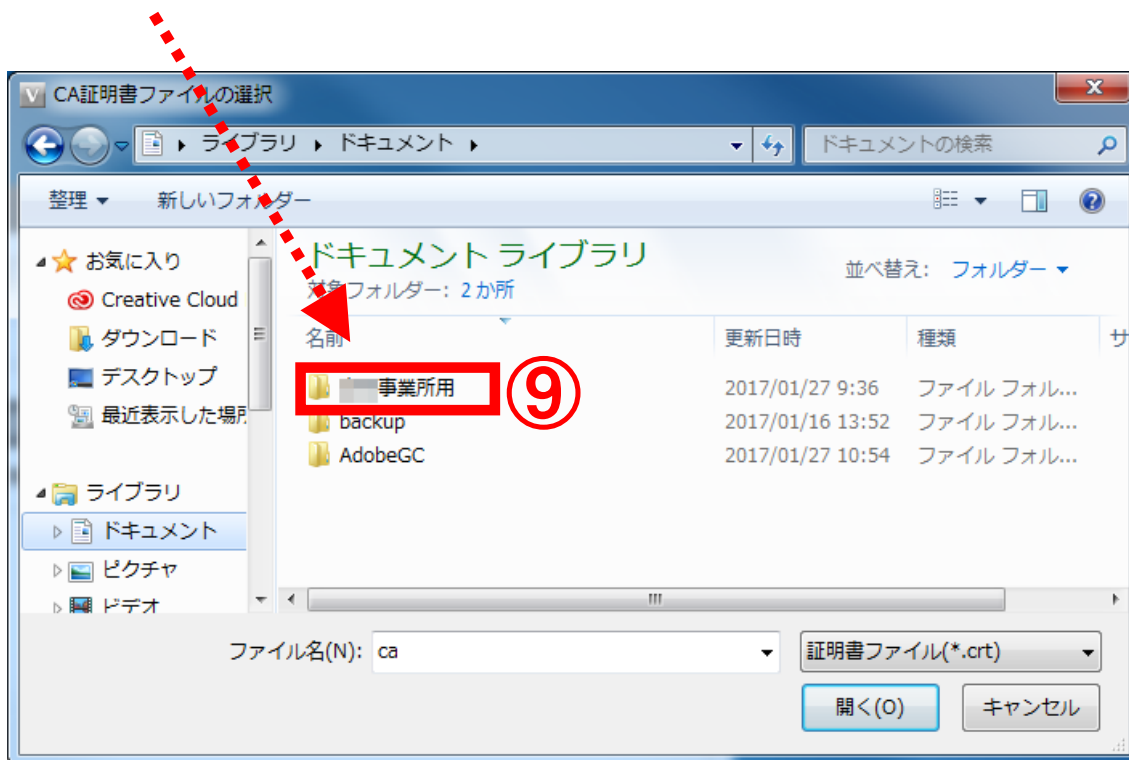 CA証明書ファイルの選択
ライブラリ ドキュメント
ドキュメントの検索
整理 新しいフォルダー
お気に入り
Creative Cloud
ダウンロード
デスクトップ
最近表示した場所
ライブラリ
ドキュメント
ピクチャ
ビデオ
ドキュメント ライブラリ
対象フォルダー: 2 か所
並べ替え: フォルダー
名前 更新日時 種類 サ
事業所用 2017/01/27 9:36 ファイル フォル...
⑨
backup 2017/01/16 13:52 ファイル フォル...
AdobeGC 2017/01/27 10:54 ファイル フォル...
ファイル名(N): ca
証明書ファイル(*.crt)
開く(O)
キャンセル